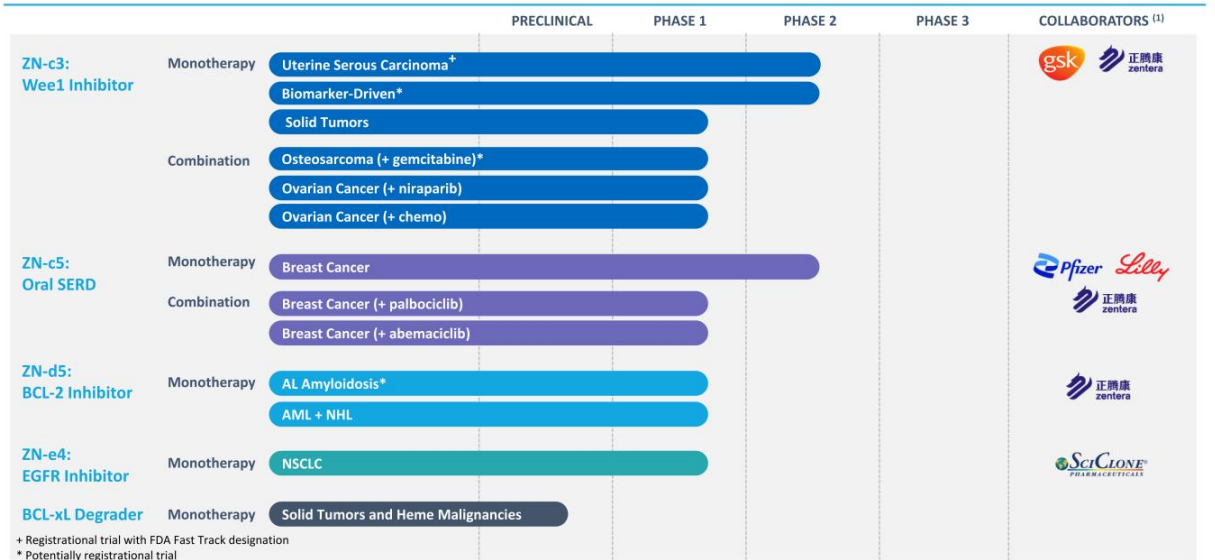 PRECLINICAL PHASE 1 PHASE 2 PHASE 3 COLLABORATORS (1)
ZN-c3:
Wee1 Inhibitor
Monotherapy
Uterine Serous Carcinoma+
Biomarker-Driven*
Solid Tumors
gsk
正腾康
zentera
Combination
Osteosarcoma (+ gemcitabine)*
Ovarian Cancer (+ niraparib)
Ovarian Cancer (+ chemo)
ZN-c5:
Oral SERD
Monotherapy
Breast Cancer
Pfizer Lilly
Combination
Breast Cancer (+ palbociclib)
Breast Cancer (+ abemaciclib)
正腾康
zentera
ZN-d5:
BCL-2 Inhibitor
Monotherapy
AL Amyloidosis*
AML + NHL
正腾康
zentera
ZN-e4:
EGFR Inhibitor
Monotherapy
NSCLC
SCICLONE®
PHARMACEUTICALS
BCL-xL Degrader Monotherapy Solid Tumors and Heme Malignancies
+ Registrational trial with FDA Fast Track designation
* Potentially registrational trial